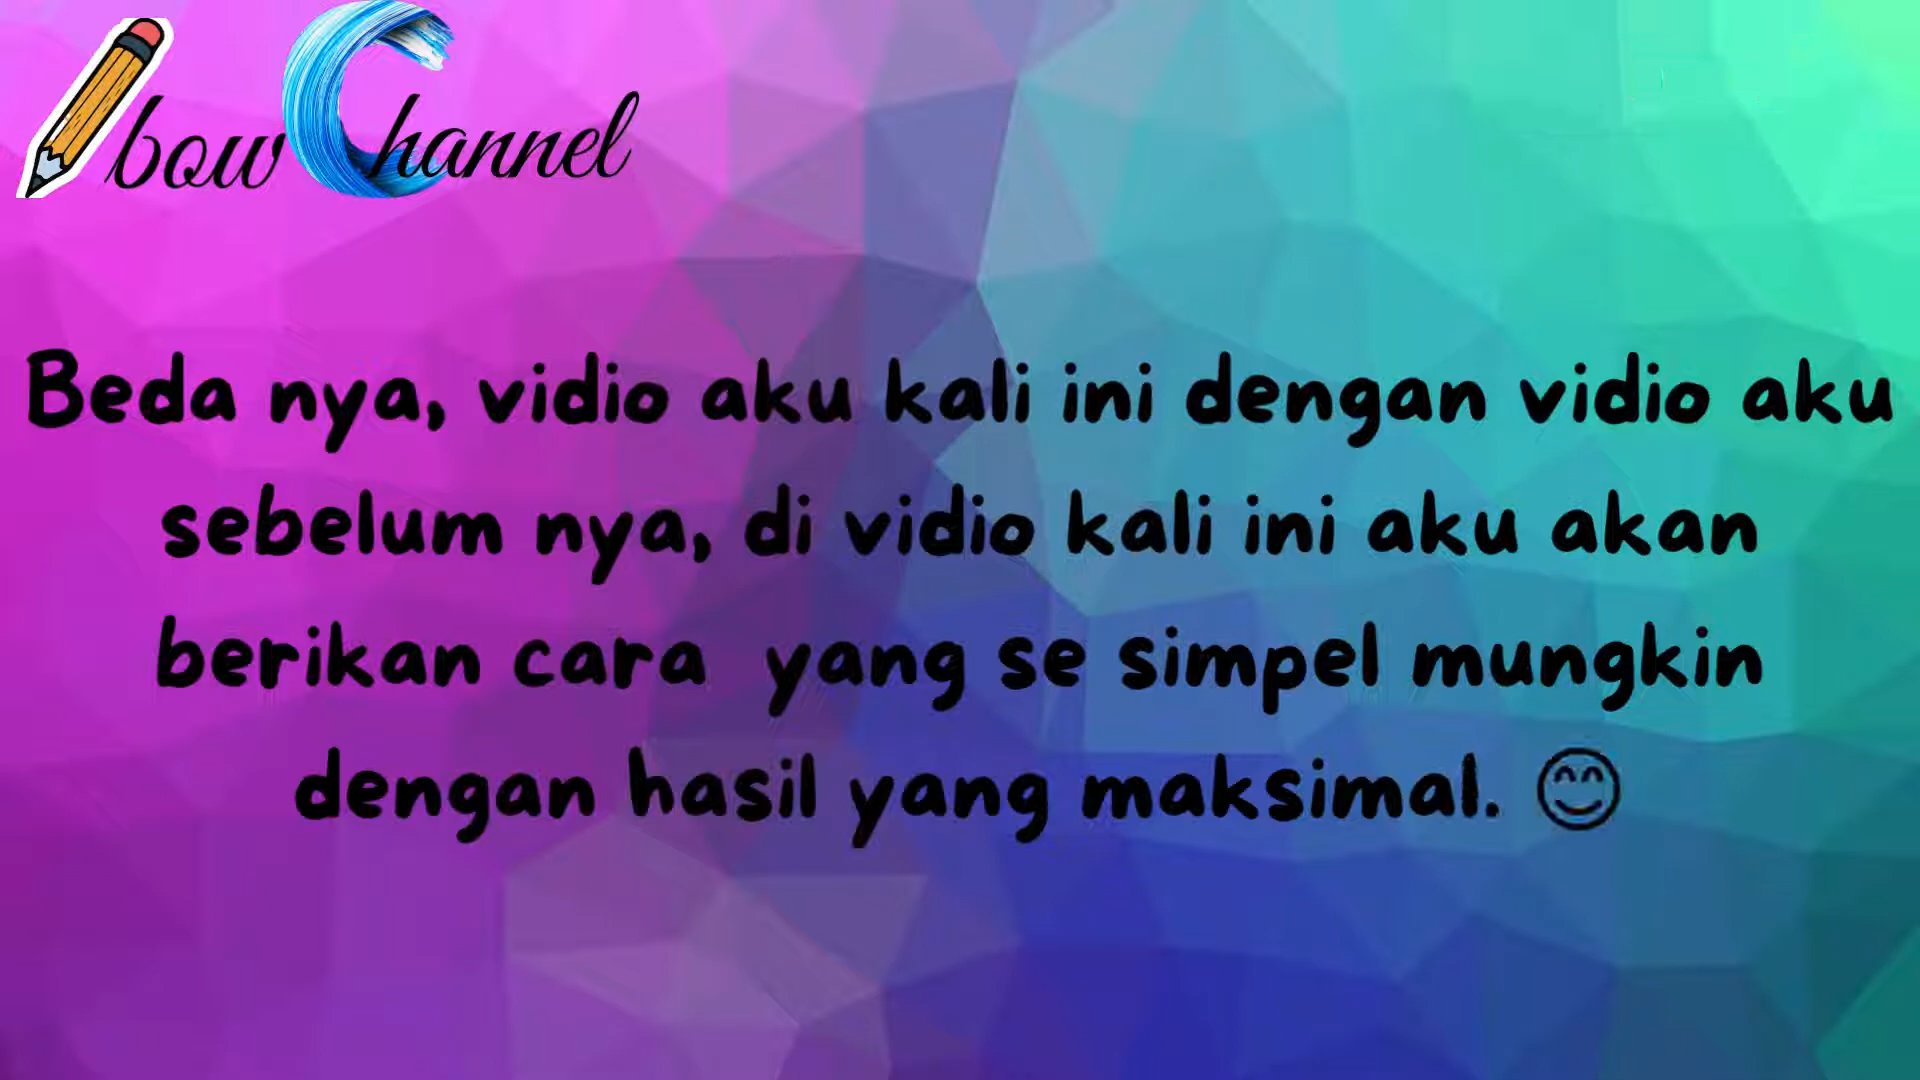 Ibow Channel
Beda nya, vidio aku kali ini dengan vidio aku
sebelum nya, di vidio kali ini aku akan
berikan cara yang se simpel mungkin
dengan hasil yang maksimal. 😊